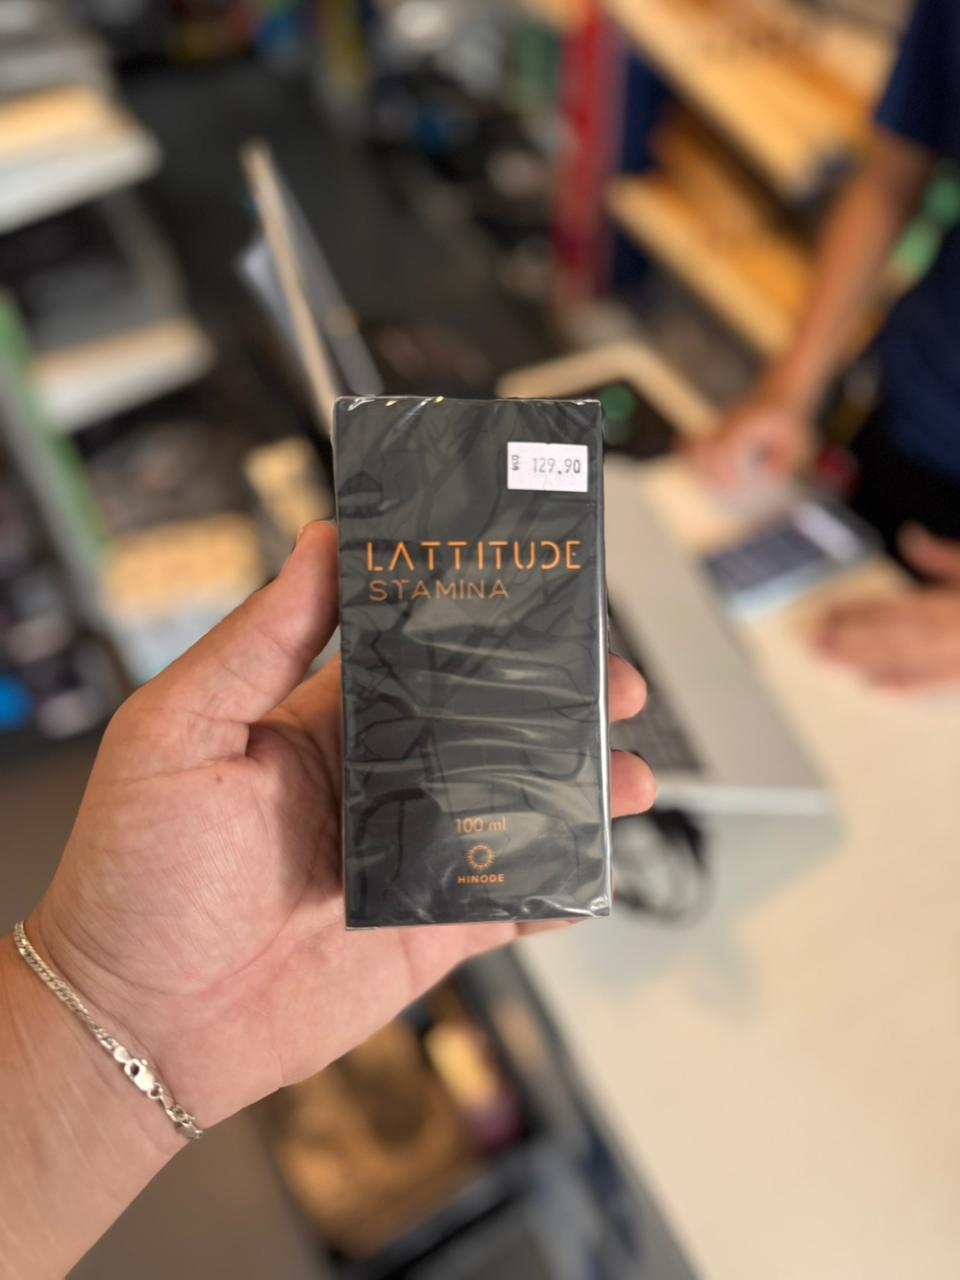 129.90
LATTITUDE
STAMINA
100 ml
HINODE